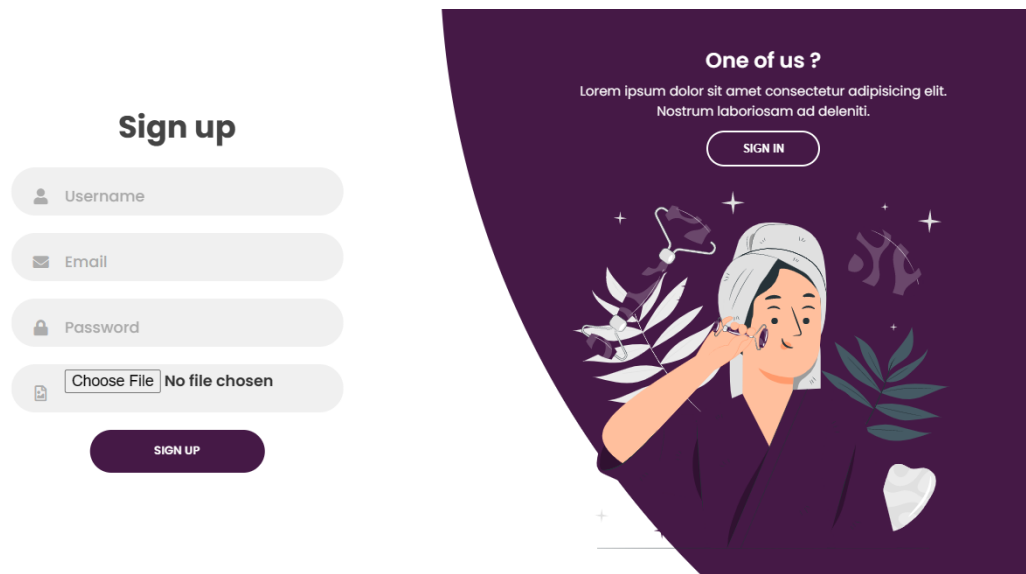 Sign up
Username
Email
Password
Choose File No file chosen
SIGN UP
One of us ?
Lorem ipsum dolor sit amet consectetur adipisicing elit.
Nostrum laboriosam ad deleniti.
SIGN IN